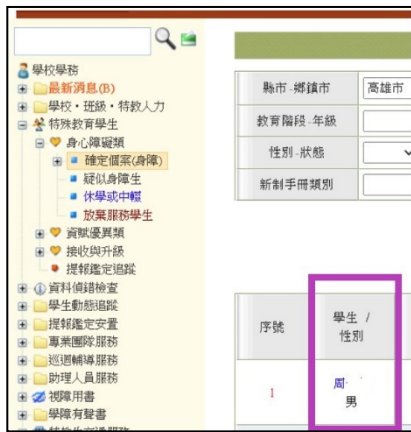 學校學務
最新消息(B)
學校・班級・特教人力
特殊教育學生
身心障礙類
確定個案(身障)
疑似身障生
休學或中輟
放棄服務學生
資賦優異類
接收與升級
提報鑑定追蹤
資料偵錯檢查
學生動態追蹤
提報鑑定安置
專業團隊服務
巡迴輔導服務
助理人員服務
視障用書
學障有聲書
縣市-鄉鎮市 高雄市
教育階段-年級
性別-狀態
新制手冊類別
序號 學生 /
性別
1 周
男